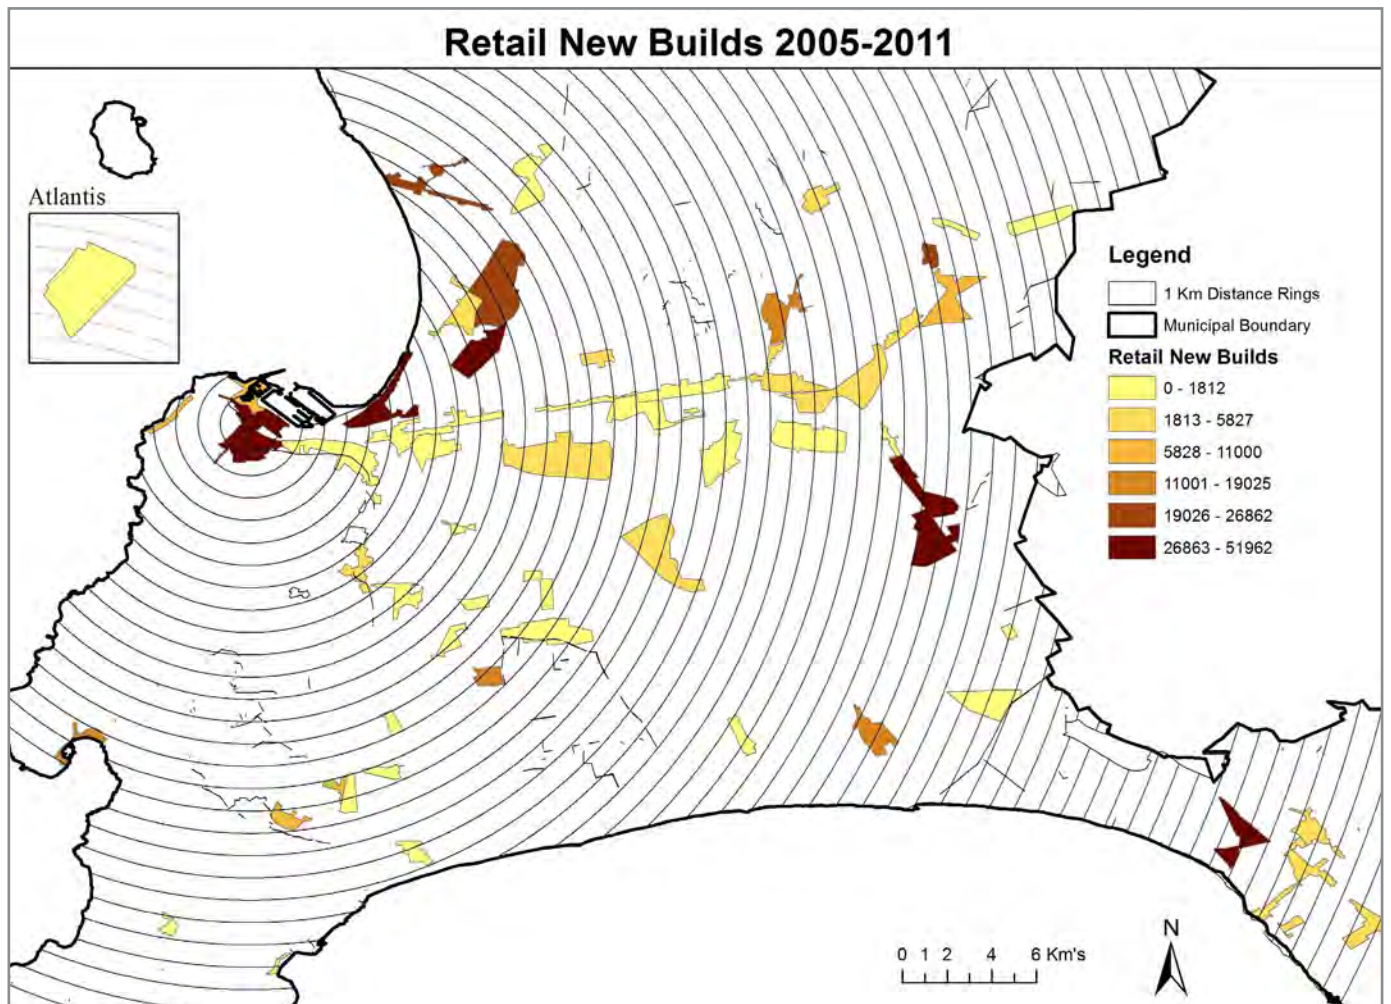 Retail New Builds 2005-2011
Atlantis
Legend
1 Km Distance Rings
Municipal Boundary
Retail New Builds
0 - 1812
1813 - 5827
5828 - 11000
11001 - 19025
19026 - 26862
26863 - 51962
N
0 1 2 4 6 Km's